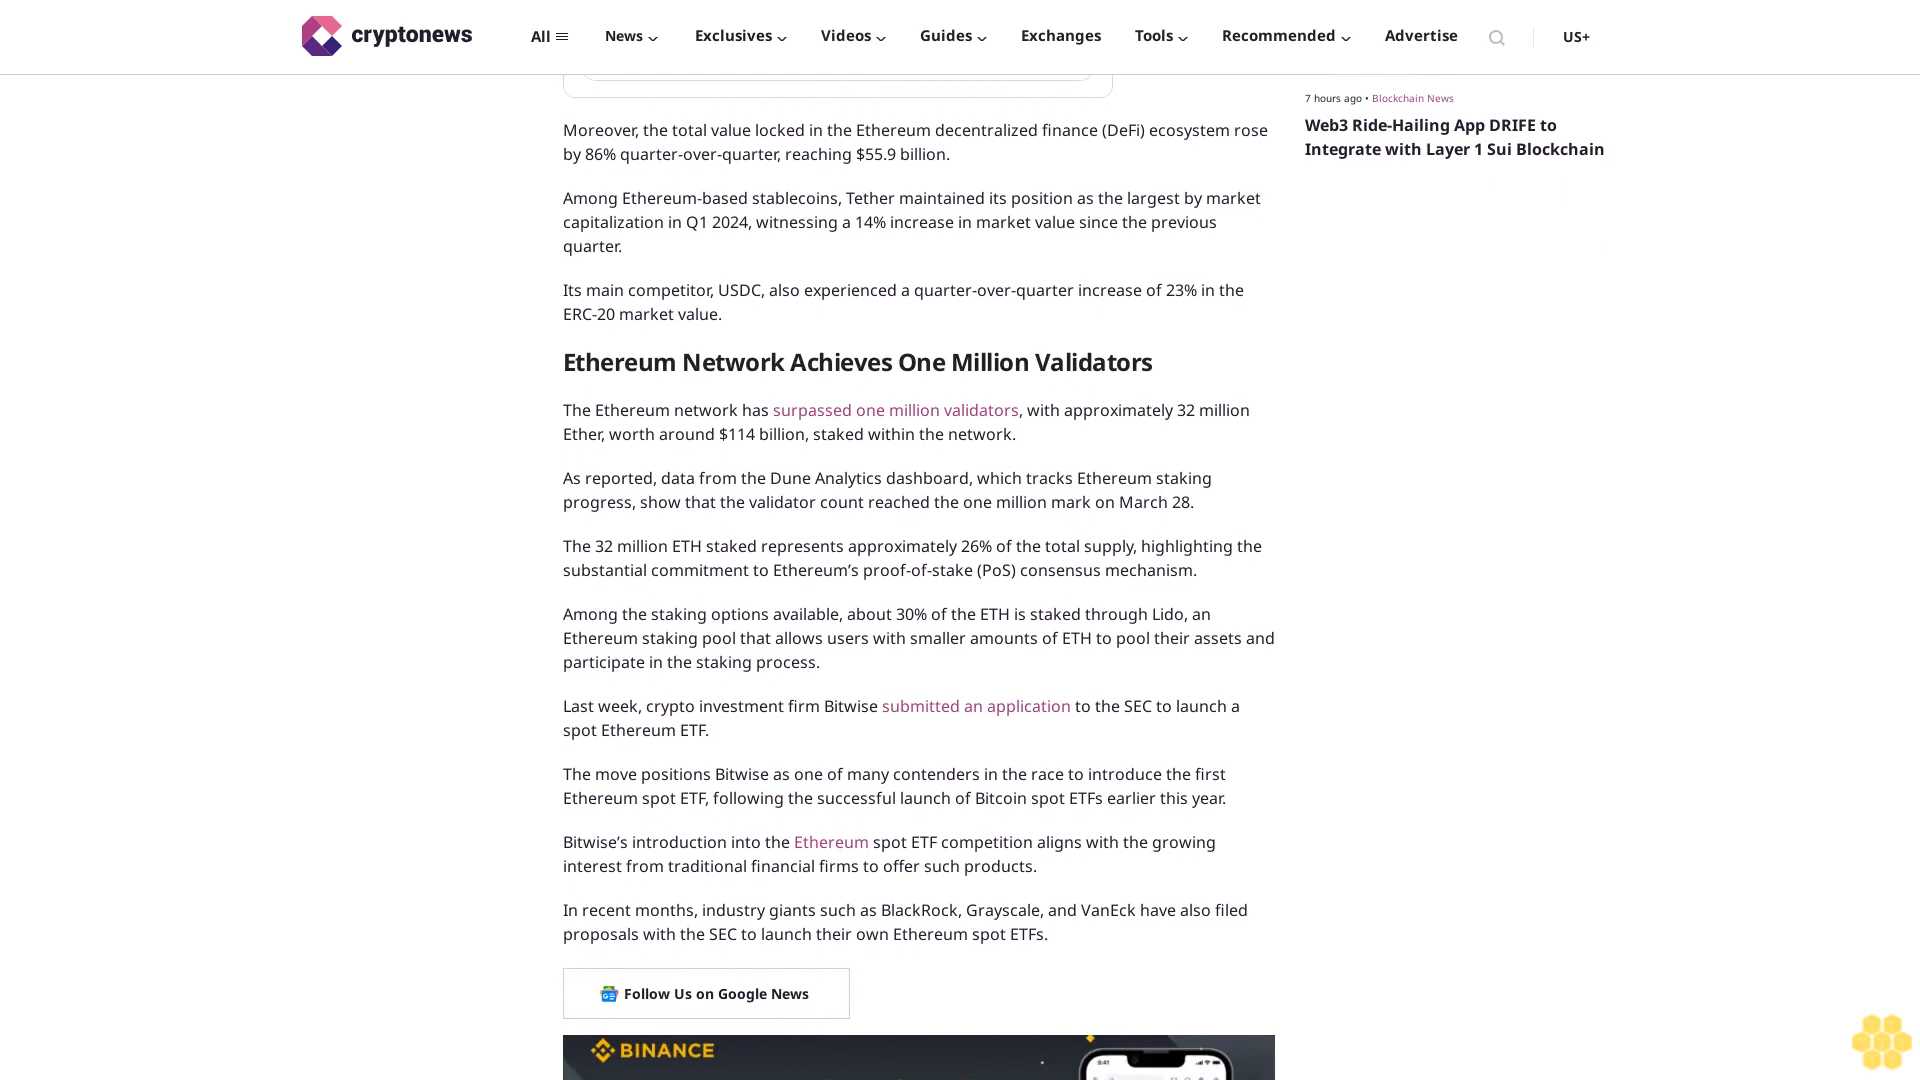 cryptonews
All
News
Exclusives
Videos
Guides
Exchanges
Tools
Recommended
Advertise
US+
7 hours ago • Blockchain News
Web3 Ride-Hailing App DRIFE to
Integrate with Layer 1 Sui Blockchain
Moreover, the total value locked in the Ethereum decentralized finance (DeFi) ecosystem rose
by 86% quarter-over-quarter, reaching $55.9 billion.
Among Ethereum-based stablecoins, Tether maintained its position as the largest by market
capitalization in Q1 2024, witnessing a 14% increase in market value since the previous
quarter.
Its main competitor, USDC, also experienced a quarter-over-quarter increase of 23% in the
ERC-20 market value.
Ethereum Network Achieves One Million Validators
The Ethereum network has surpassed one million validators, with approximately 32 million
Ether, worth around $114 billion, staked within the network.
As reported, data from the Dune Analytics dashboard, which tracks Ethereum staking
progress, show that the validator count reached the one million mark on March 28.
The 32 million ETH staked represents approximately 26% of the total supply, highlighting the
substantial commitment to Ethereum’s proof-of-stake (PoS) consensus mechanism.
Among the staking options available, about 30% of the ETH is staked through Lido, an
Ethereum staking pool that allows users with smaller amounts of ETH to pool their assets and
participate in the staking process.
Last week, crypto investment firm Bitwise submitted an application to the SEC to launch a
spot Ethereum ETF.
The move positions Bitwise as one of many contenders in the race to introduce the first
Ethereum spot ETF, following the successful launch of Bitcoin spot ETFs earlier this year.
Bitwise’s introduction into the Ethereum spot ETF competition aligns with the growing
interest from traditional financial firms to offer such products.
In recent months, industry giants such as BlackRock, Grayscale, and VanEck have also filed
proposals with the SEC to launch their own Ethereum spot ETFs.
Follow Us on Google News
BINANCE
9:41